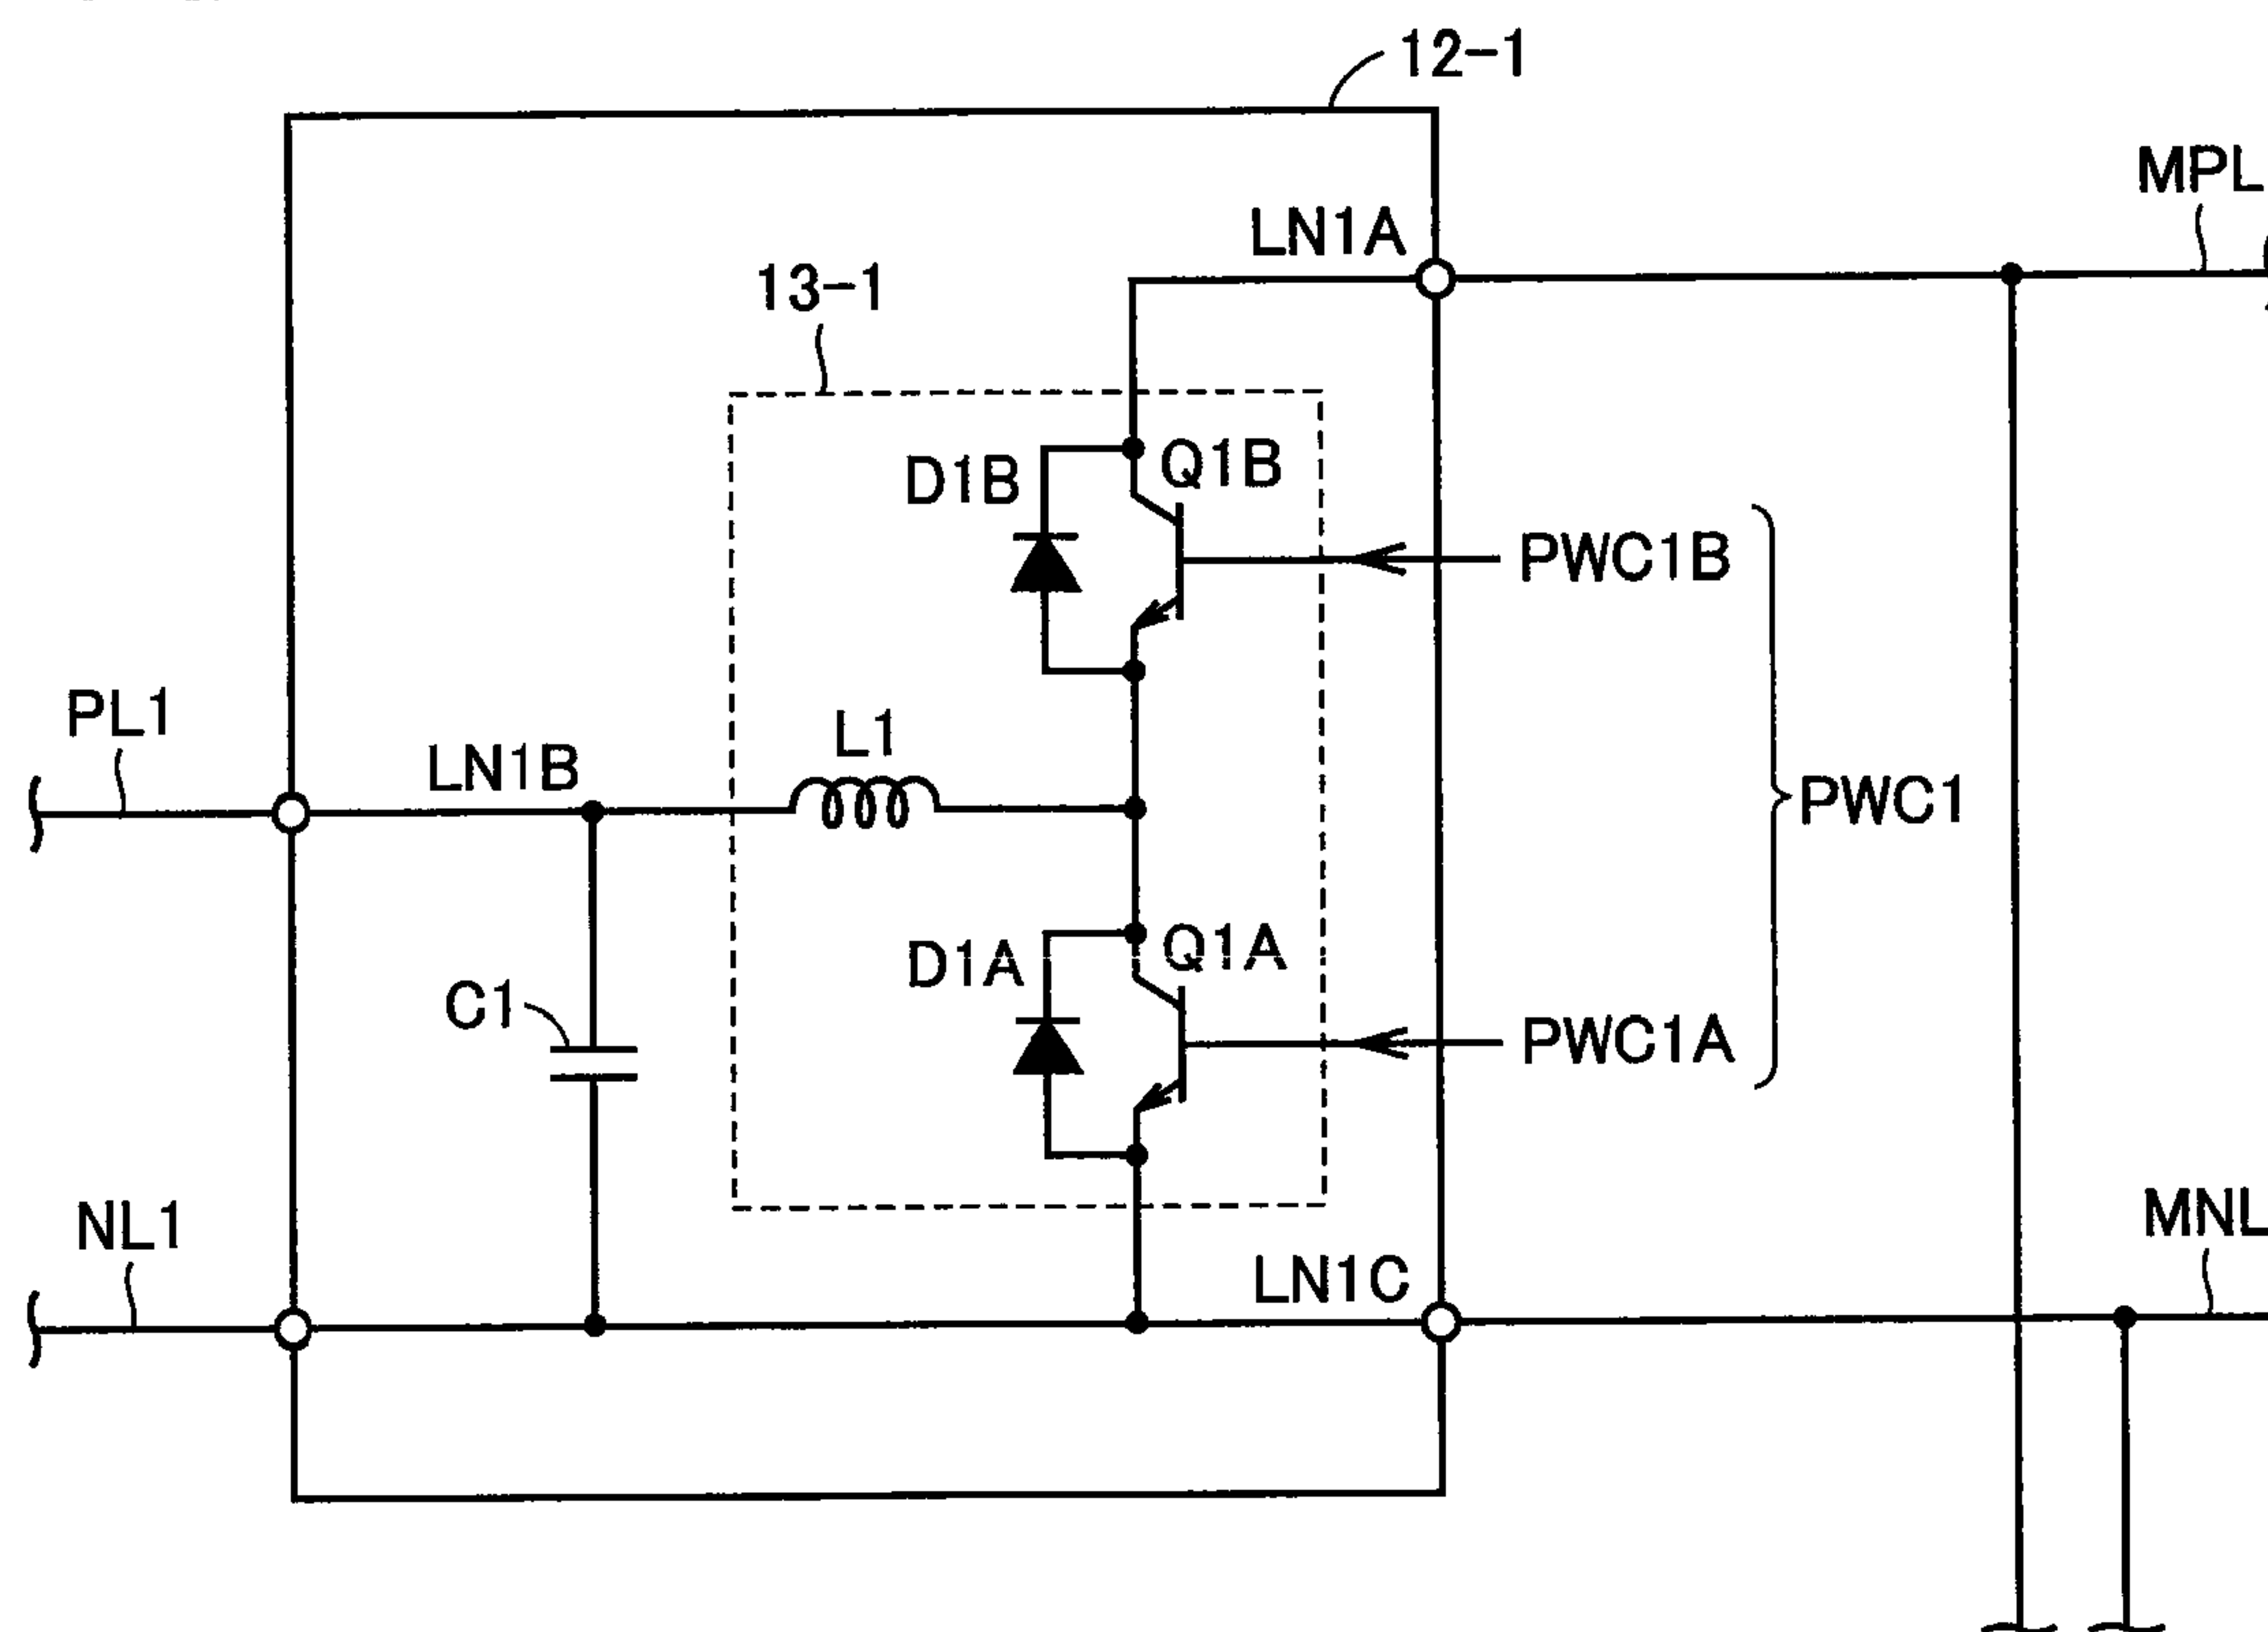 12-1
MPL
LN1A
13-1
D1B
Q1B
PWC1B
PL1
LN1B
L1
PWC1
D1A
Q1A
C1
PWC1A
NL1
LN1C
MNL